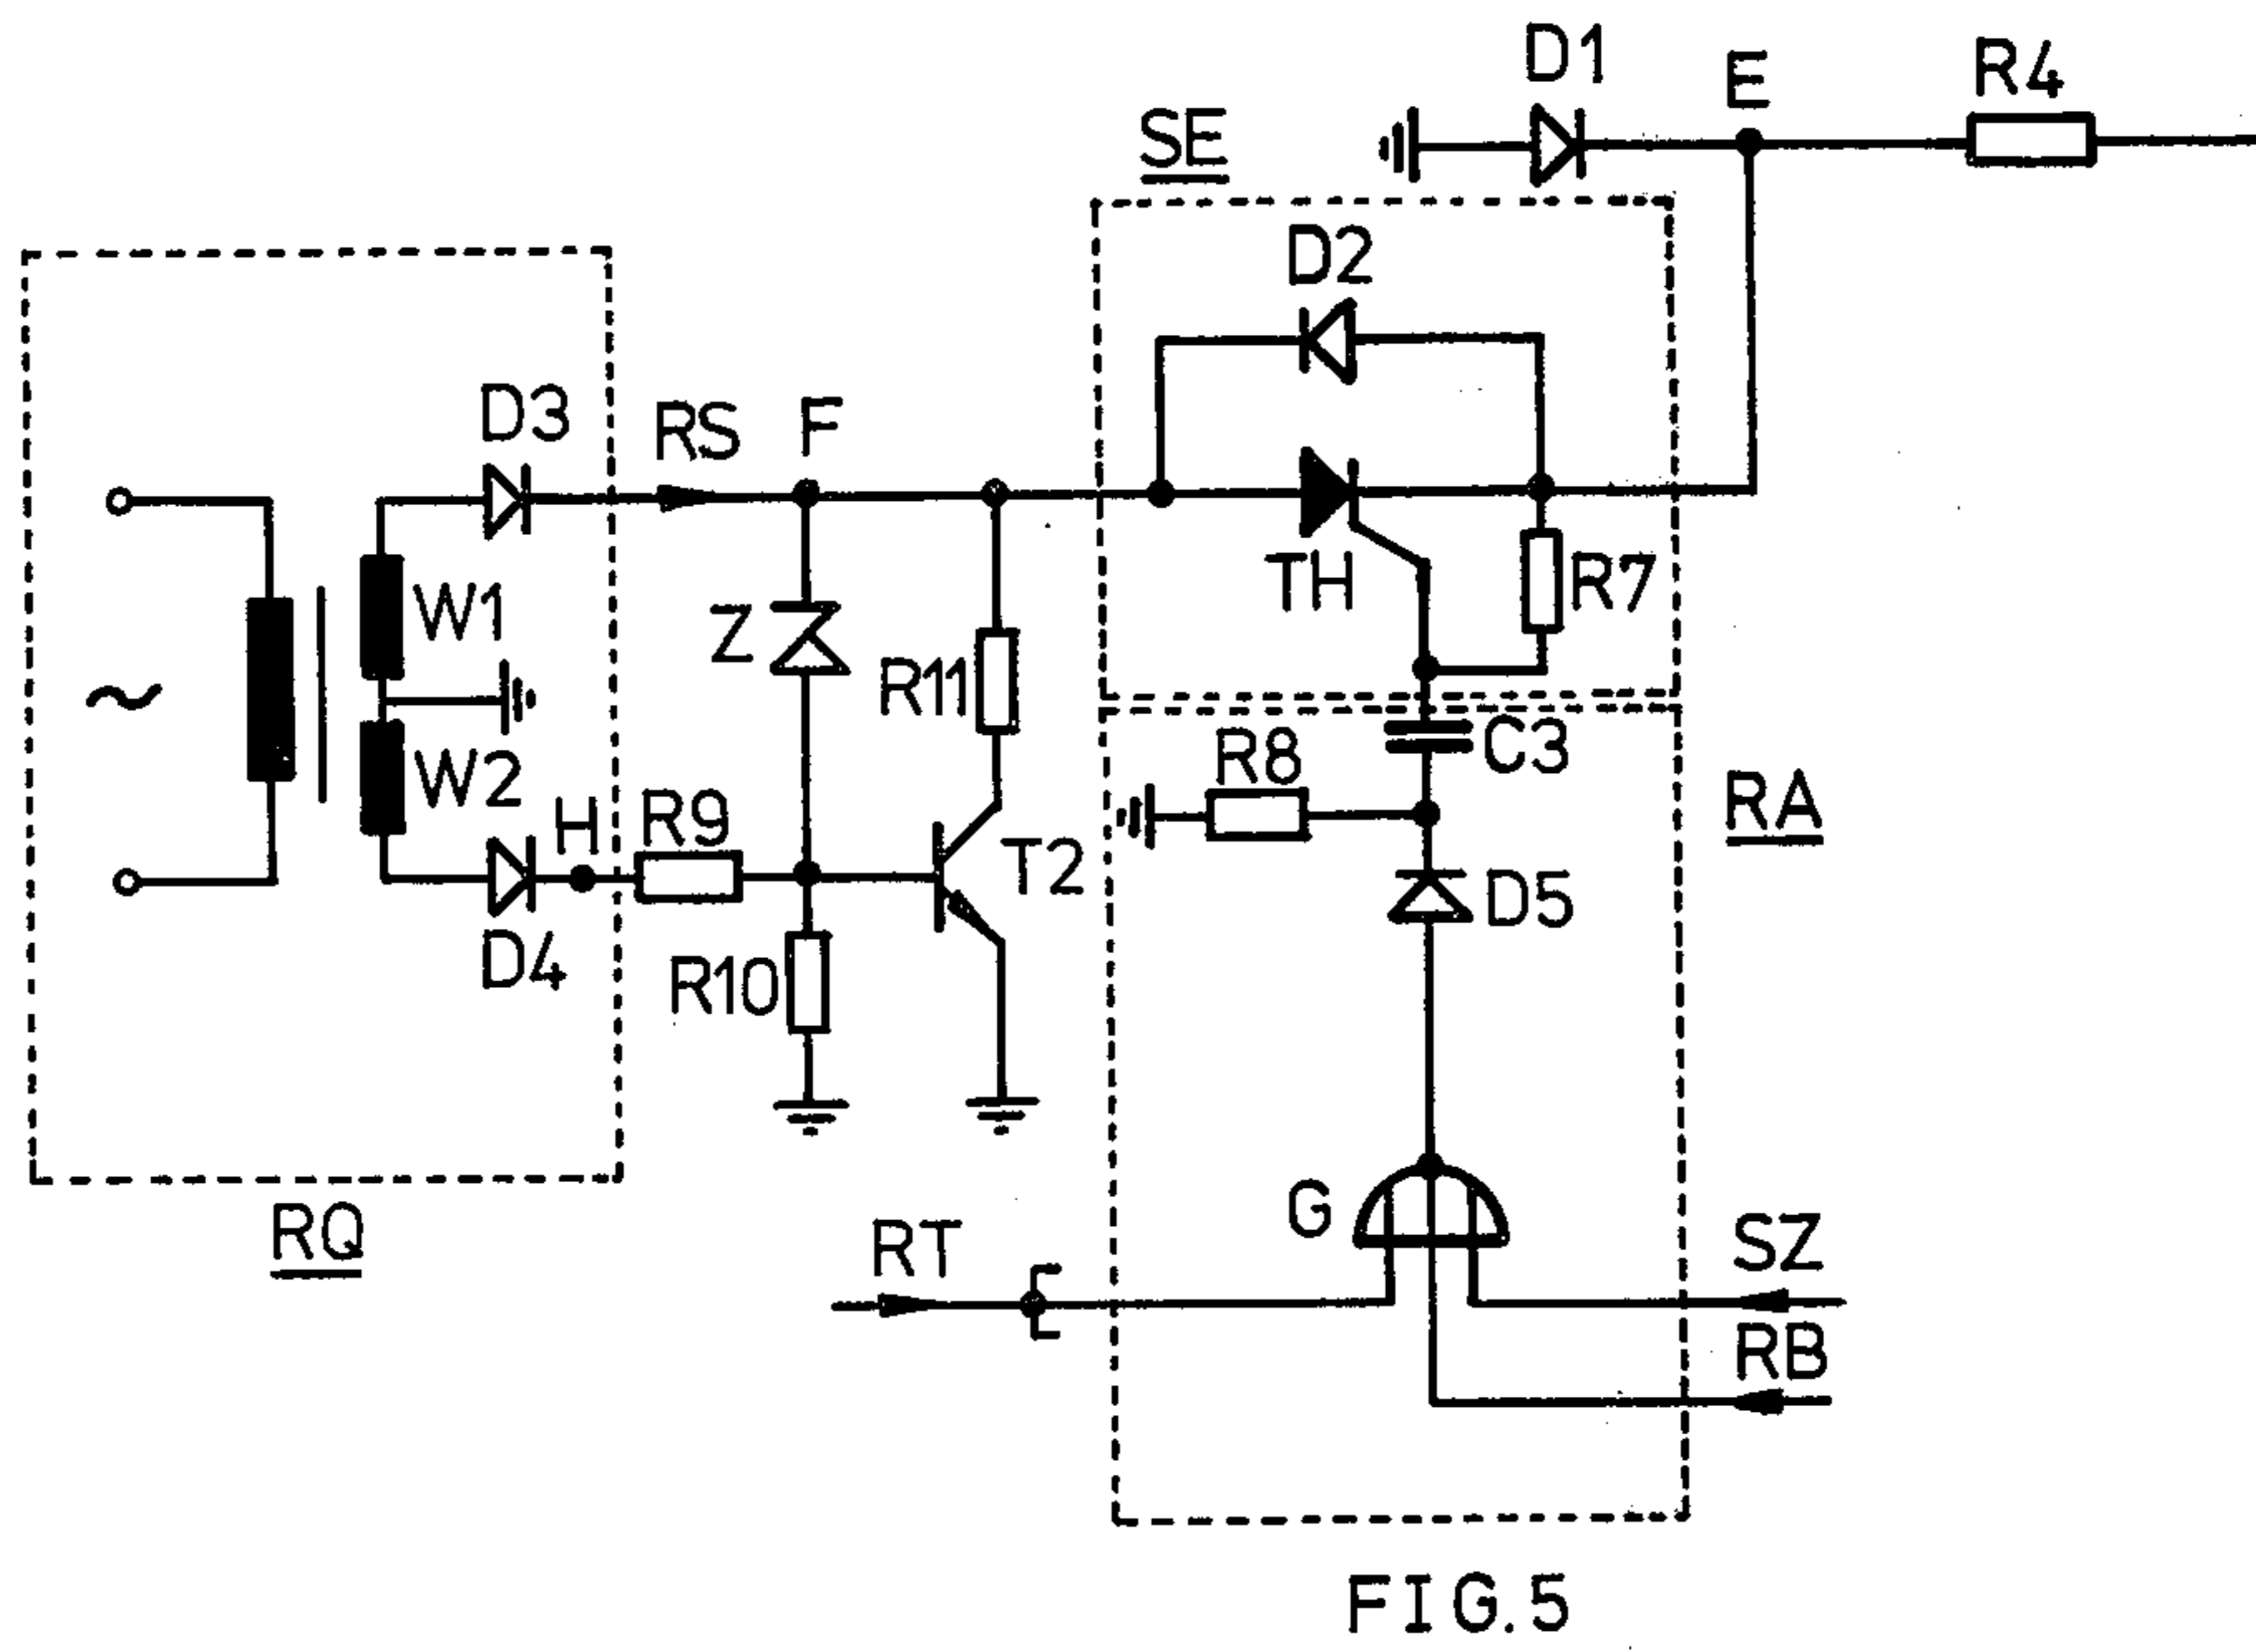 D1
E
R4
SE
D2
D3
RS
F
TH
R7
W1
Z
R11
~
W2
R8
C3
RA
H
R9
T2
D4
R10
D5
G
RQ
RT
SZ
RB
FIG.5